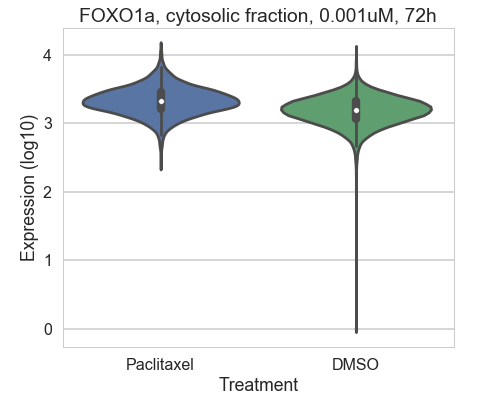 FOXO1a, cytosolic fraction, 0.001uM, 72h
Expression (log10)
4
3
2
1
0
Paclitaxel DMSO
Treatment